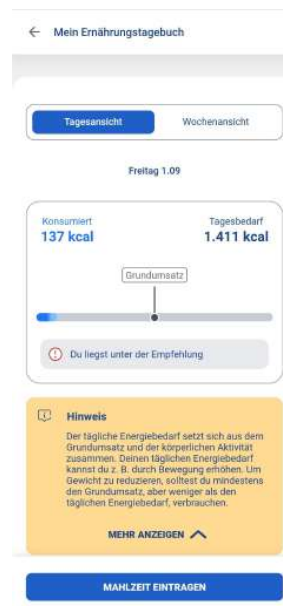 Mein Ernährungstagebuch
Tagesansicht
Wochenansicht
Freitag 1.09
Konsumiert
Tagesbedarf
137 kcal
1.411 kcal
Grundumsatz
Du liegst unter der Empfehlung
Hinweis
Der tägliche Energiebedarf setzt sich aus dem
Grundumsatz und der körperlichen Aktivität
zusammen. Deinen täglichen Energiebedarf
kannst du z. B. durch Bewegung erhöhen. Um
Gewicht zu reduzieren, solltest du mindestens
den Grundumsatz, aber weniger als den
täglichen Energiebedarf, verbrauchen.
MEHR ANZEIGEN
MAHLZEIT EINTRAGEN